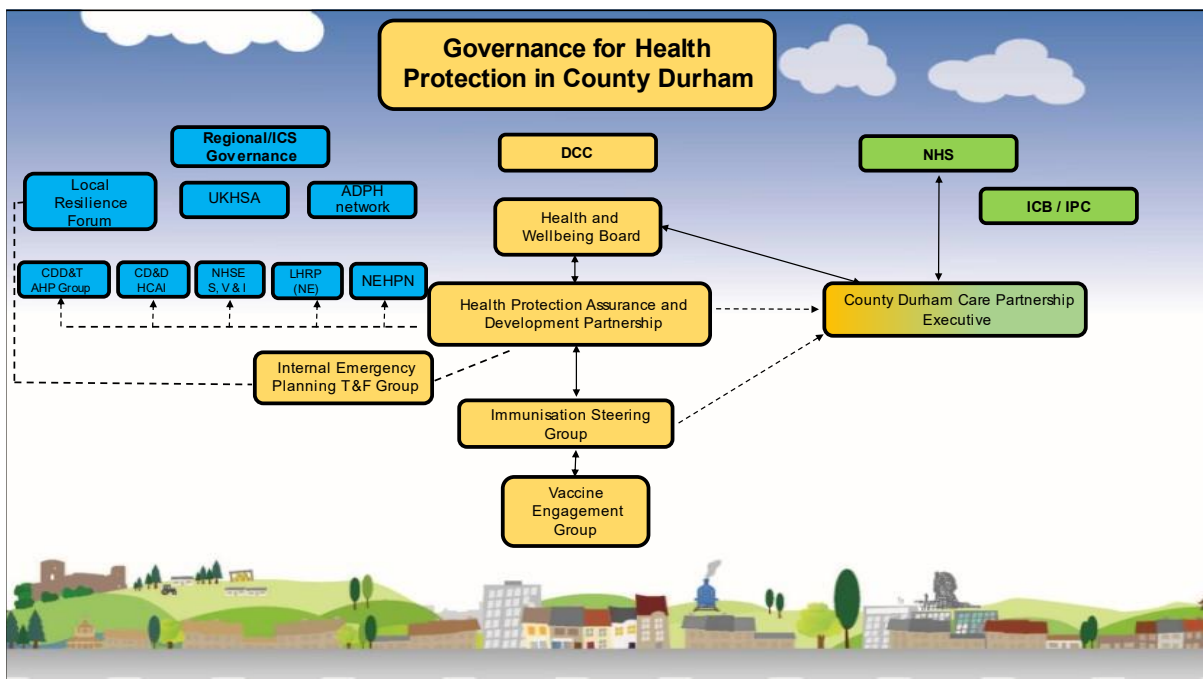 Governance for Health
Protection in County Durham
Regional/ICS
Governance
DCC
NHS
Local
Resilience
Forum
UKHSA
ADPH
network
ICB / IPC
Health and
Wellbeing Board
CDD&T
AHP Group
CD&D
HCAI
NHSE
S, V & I
LHRP
(NE)
NEHPN
Health Protection Assurance and
Development Partnership
County Durham Care Partnership
Executive
Internal Emergency
Planning T&F Group
Immunisation Steering
Group
Vaccine
Engagement
Group